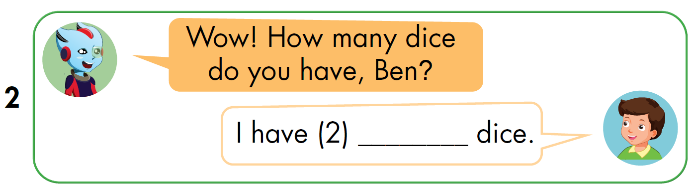 2
Wow! How many dice
do you have, Ben?
I have (2) ________ dice.